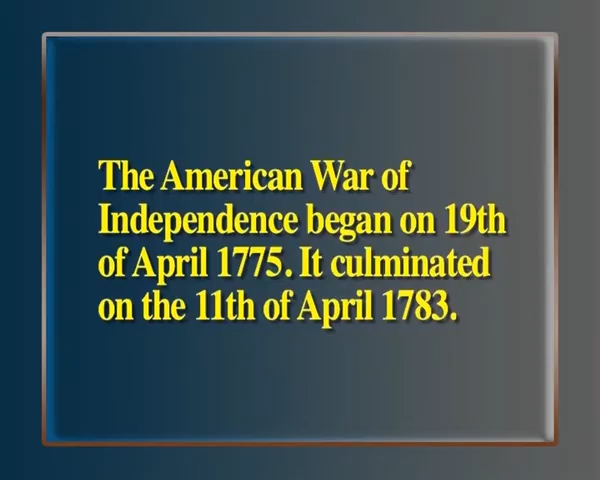 The American War of
Independence began on 19th
of April 1775. It culminated
on the 11th of April 1783.